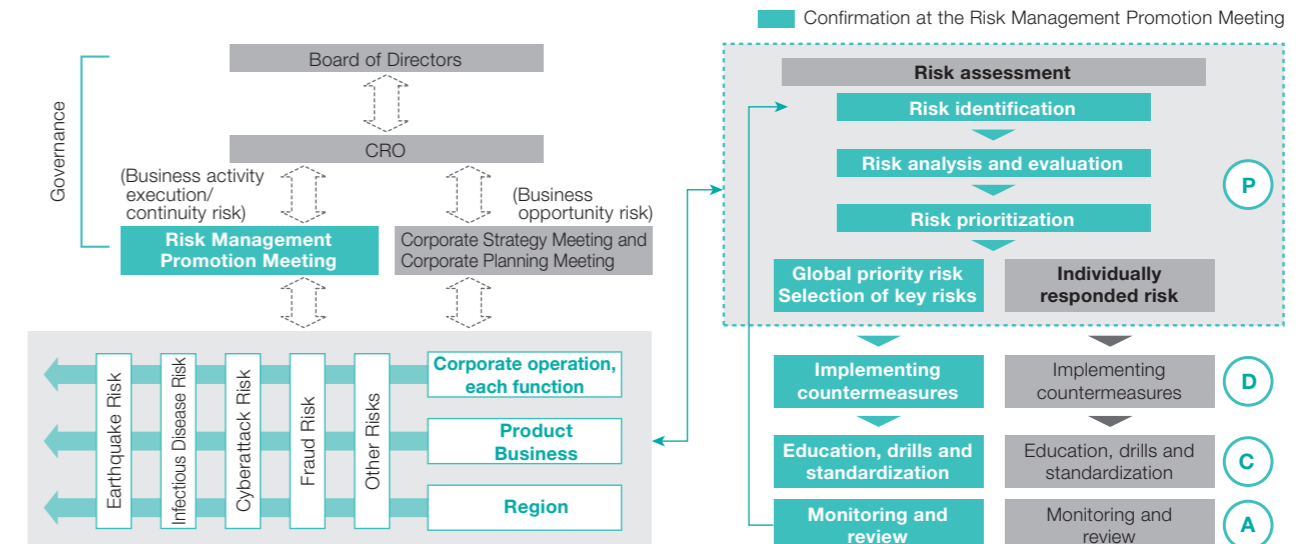 Confirmation at the Risk Management Promotion Meeting
Governance
Board of Directors
CRO
(Business activity
execution/
continuity risk)
(Business
opportunity risk)
Risk Management
Promotion Meeting
Corporate Strategy Meeting and
Corporate Planning Meeting
Earthquake Risk
Infectious Disease Risk
Cyberattack Risk
Fraud Risk
Other Risks
Corporate operation,
each function
Product
Business
Region
Risk assessment
Risk identification
Risk analysis and evaluation
Risk prioritization
P
Global priority risk
Selection of key risks
Individually
responded risk
Implementing
countermeasures
Implementing
countermeasures
D
Education, drills and
standardization
Education, drills and
standardization
C
Monitoring and
review
Monitoring and
review
A